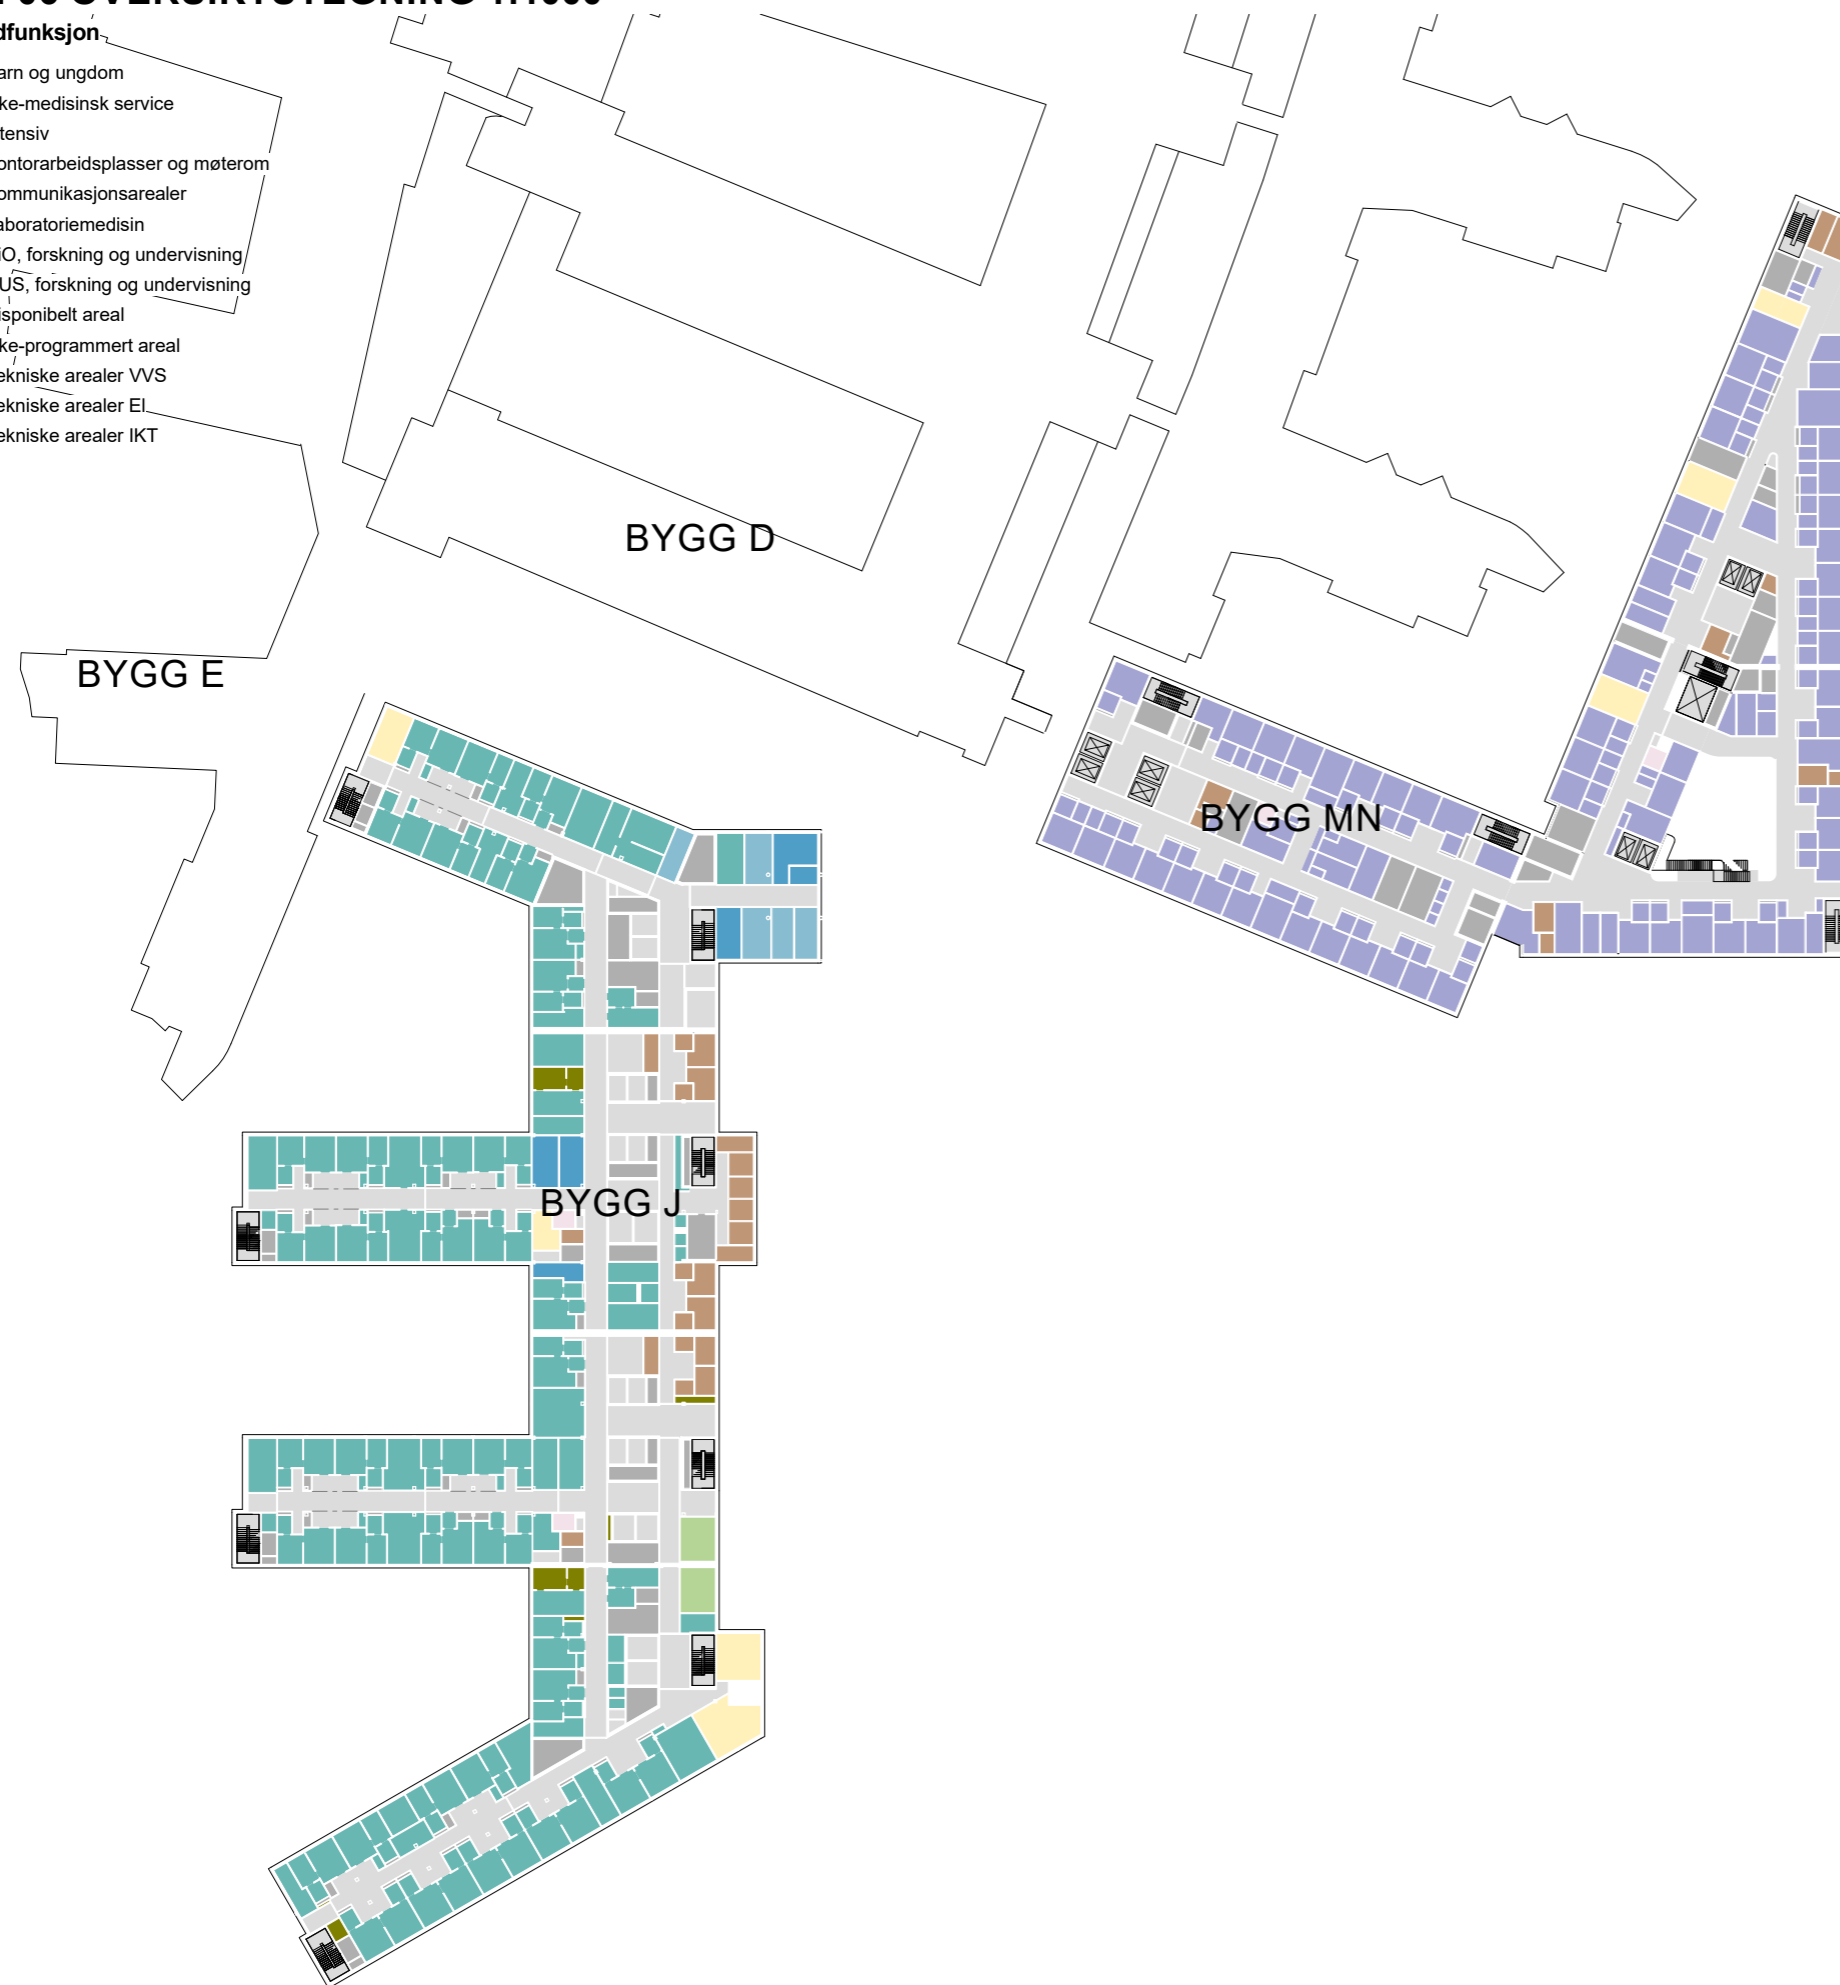 dfunksjon
arn og ungdom
ke-medisinsk service
tensiv
ontorarbeidsplasser og møterom
ommunikasjonsarealer
aboratoriemedisin
iO, forskning og undervisning
US, forskning og undervisning
isponibelt areal
ke-programmert areal
ekniske arealer VVS
ekniske arealer El
ekniske arealer IKT
BYGG D
BYGG E
BYGG MN
BYGG J